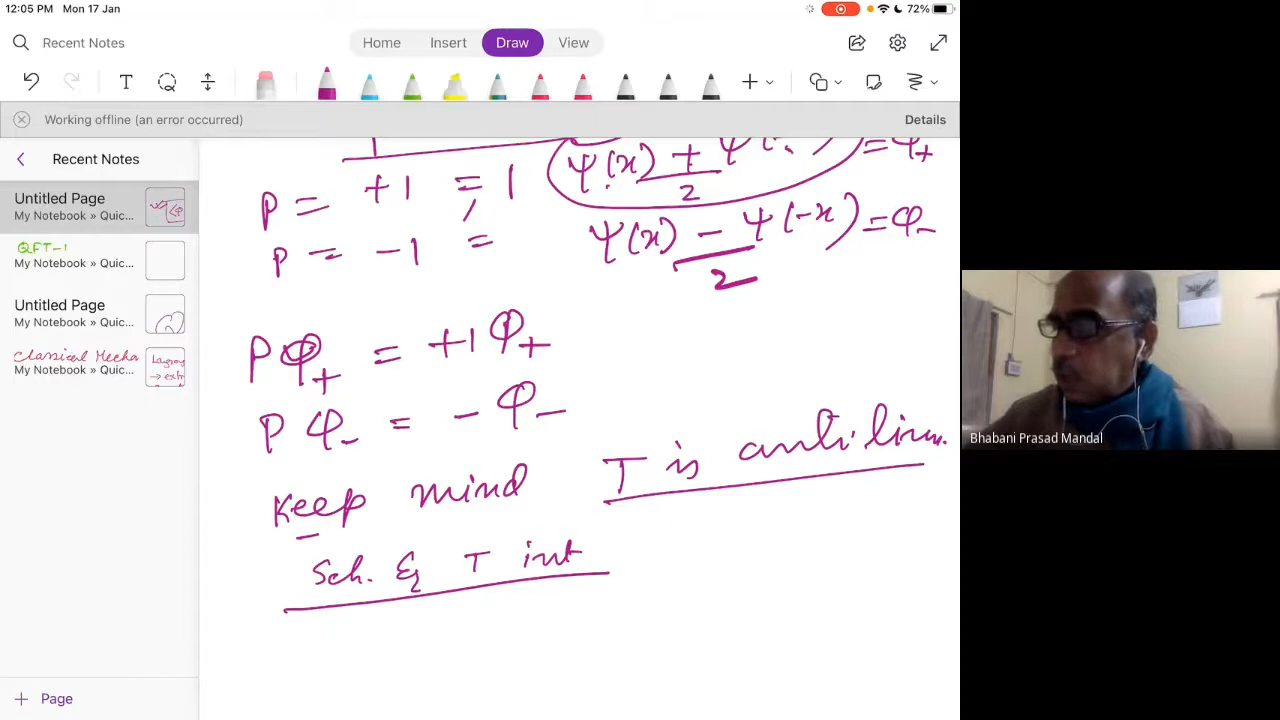 12:05 PM Mon 17 Jan
72%
Recent Notes
Home Insert Draw View
Working offline (an error occurred)
Details
Recent Notes
Untitled Page
My Notebook » Quic...
QFT-1
My Notebook » Quic...
Untitled Page
My Notebook » Quic...
Classical Mecha
My Notebook » Quic...
Page
P = +1 = 1 ψ(x) + ψ( = φ+
2
P = -1 = ψ(x) - ψ(-x) = φ-
2
Pφ+ = +1 φ+
Pφ- = - φ-
Keep mind T is antilin.
Sch. Eq T int
Bhabani Prasad Mandal